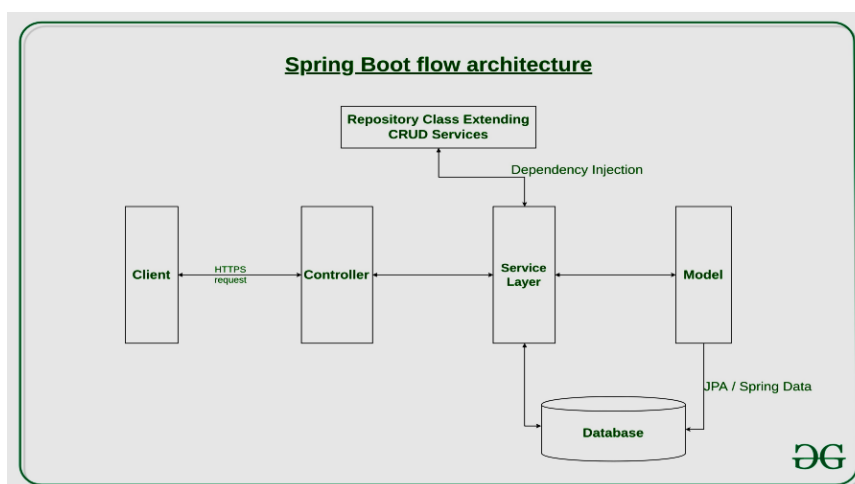 Spring Boot flow architecture
Repository Class Extending
CRUD Services
Dependency Injection
Client
HTTPS
request
Controller
Service
Layer
Model
JPA / Spring Data
Database